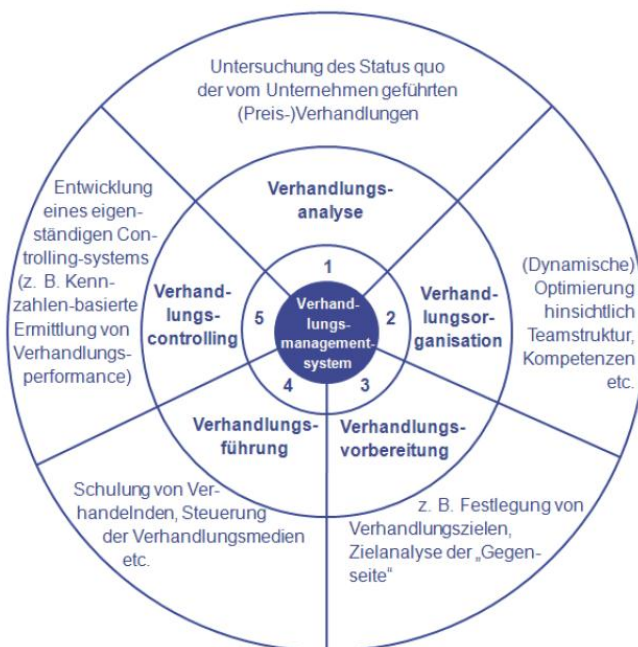 Untersuchung des Status quo
der vom Unternehmen geführten
(Preis-)Verhandlungen
Verhandlungs-
analyse
1
(Dynamische)
Optimierung
hinsichtlich
Teamstruktur,
Kompetenzen
etc.
Verhand-
lungsor-
ganisation
2
z. B. Festlegung von
Verhandlungszielen,
Zielanalyse der „Gegen-
seite“
Verhandlungs-
vorbereitung
3
Schulung von Ver-
handelnden, Steuerung
der Verhandlungsmedien
etc.
Verhandlungs-
führung
4
Entwicklung
eines eigen-
ständigen Con-
trolling-systems
(z. B. Kenn-
zahlen-basierte
Ermittlung von
Verhandlungs-
performance)
Verhand-
lungs-
controlling
5
Verhand-
lungs-
management-
system